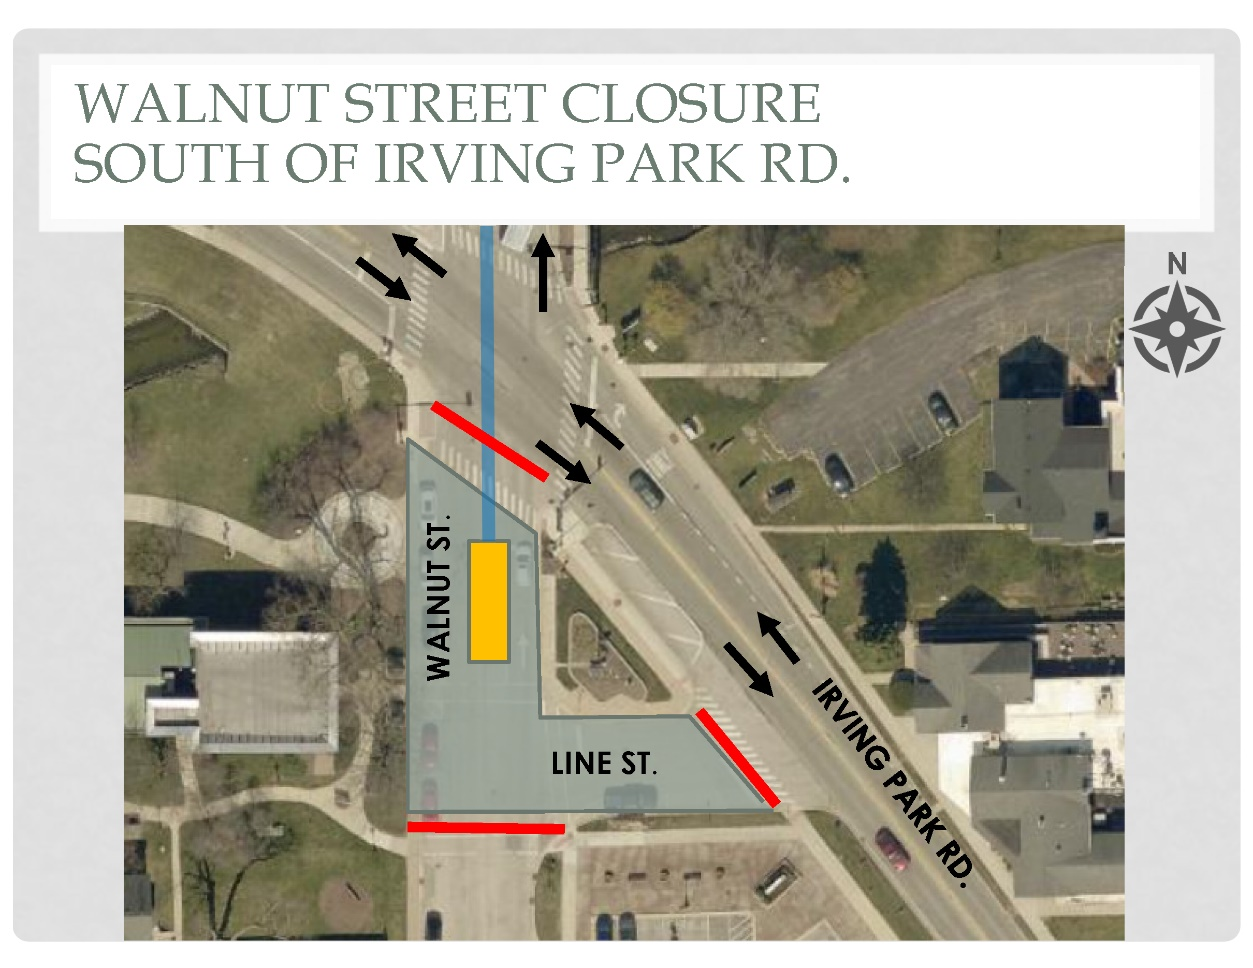 WALNUT STREET CLOSURE
SOUTH OF IRVING PARK RD.
N
WALNUT ST.
LINE ST.
IRVING PARK RD.